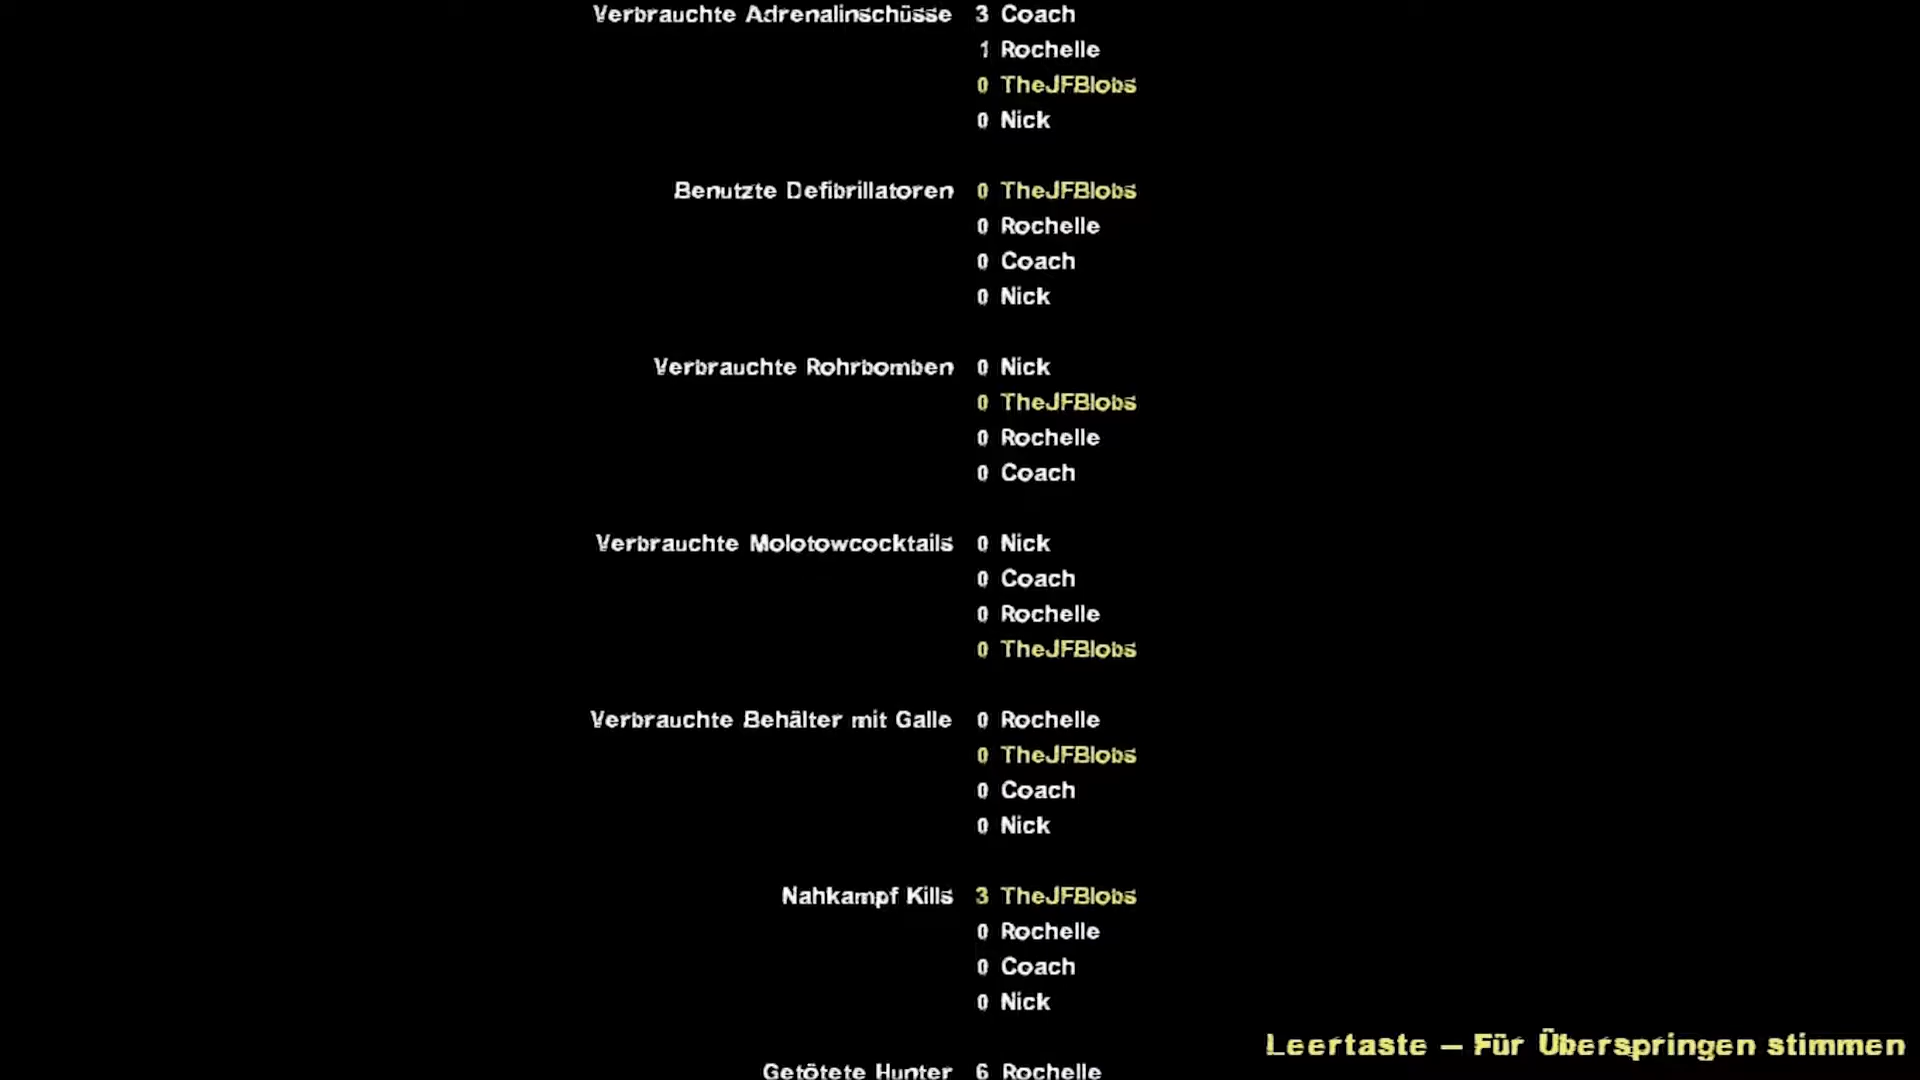 Verbrauchte Adrenalinschüsse 3 Coach
1 Rochelle
0 TheJFBlobs
0 Nick
Benutzte Defibrillatoren 0 TheJFBlobs
0 Rochelle
0 Coach
0 Nick
Verbrauchte Rohrbomben 0 Nick
0 TheJFBlobs
0 Rochelle
0 Coach
Verbrauchte Molotowcocktails 0 Nick
0 Coach
0 Rochelle
0 TheJFBlobs
Verbrauchte Behälter mit Galle 0 Rochelle
0 TheJFBlobs
0 Coach
0 Nick
Nahkampf Kills 3 TheJFBlobs
0 Rochelle
0 Coach
0 Nick
Leertaste – Für Überspringen stimmen
Getötete Hunter 6 Rochelle